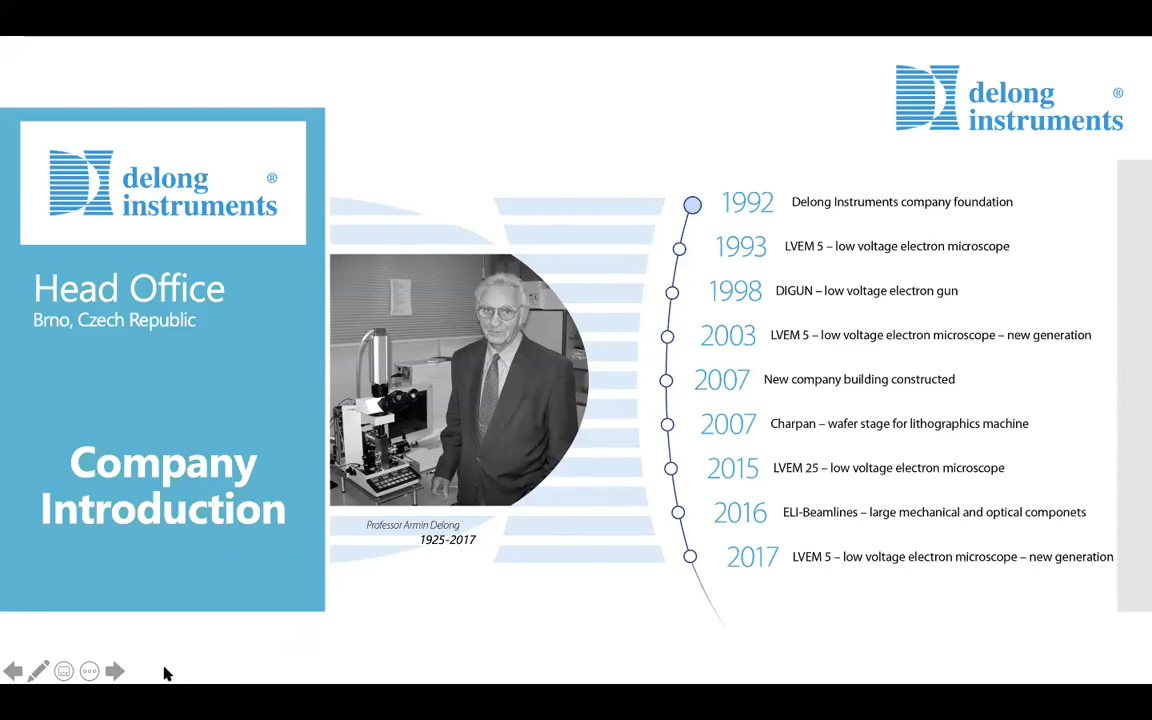 delong ®
instruments
delong ®
instruments
Head Office
Brno, Czech Republic
Company
Introduction
Professor Armin Delong
1925-2017
1992 Delong Instruments company foundation
1993 LVEM 5 – low voltage electron microscope
1998 DIGUN – low voltage electron gun
2003 LVEM 5 – low voltage electron microscope – new generation
2007 New company building constructed
2007 Charpan – wafer stage for lithographics machine
2015 LVEM 25 – low voltage electron microscope
2016 ELI-Beamlines – large mechanical and optical componets
2017 LVEM 5 – low voltage electron microscope – new generation